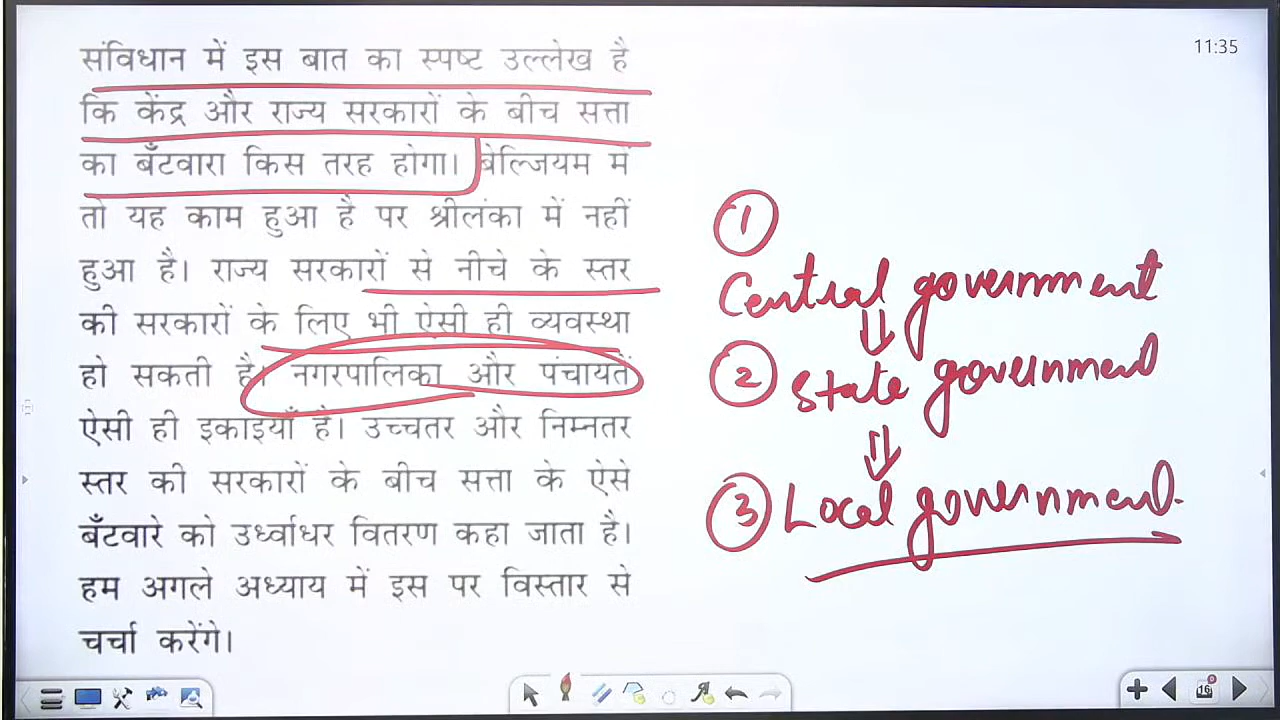 11:35
संविधान में इस बात का स्पष्ट उल्लेख है
कि केंद्र और राज्य सरकारों के बीच सत्ता
का बँटवारा किस तरह होगा। बेल्जियम में
तो यह काम हुआ है पर श्रीलंका में नहीं
हुआ है। राज्य सरकारों से नीचे के स्तर
की सरकारों के लिए भी ऐसी ही व्यवस्था
हो सकती है। नगरपालिका और पंचायतें
ऐसी ही इकाइयाँ हैं। उच्चतर और निम्नतर
स्तर की सरकारों के बीच सत्ता के ऐसे
बँटवारे को उर्ध्वाधर वितरण कहा जाता है।
हम अगले अध्याय में इस पर विस्तार से
चर्चा करेंगे।
1
Central government
2 State government
3 Local government.
16